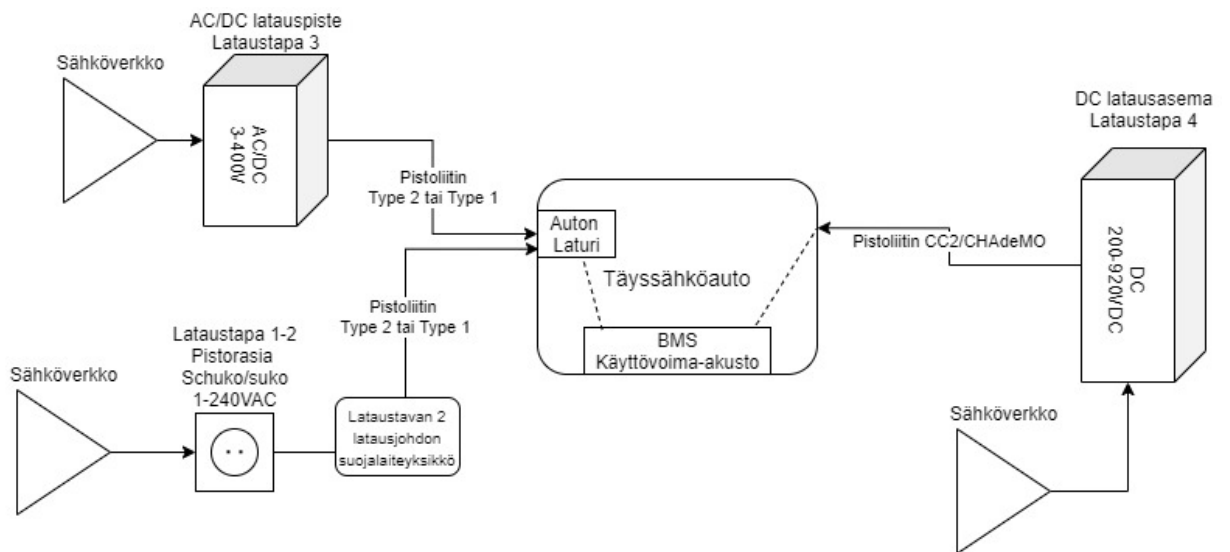 AC/DC latauspiste
Lataustapa 3
Sähköverkko
AC/DC
3-400V
Pistoliitin
Type 2 tai Type 1
DC latausasema
Lataustapa 4
Auton
Laturi
Täyssähköauto
BMS
Käyttövoima-akusto
Pistoliitin CC2/CHAdeMO
DC
200-920VDC
Pistoliitin
Type 2 tai Type 1
Lataustapa 1-2
Pistorasia
Schuko/suko
1-240VAC
Sähköverkko
Lataustavan 2
latausjohdon
suojalaiteyksikkö
Sähköverkko